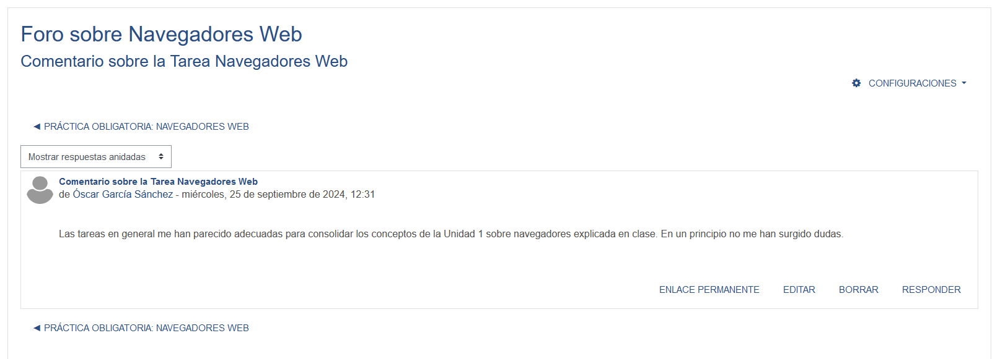 Foro sobre Navegadores Web
Comentario sobre la Tarea Navegadores Web
CONFIGURACIONES
◄ PRÁCTICA OBLIGATORIA: NAVEGADORES WEB
Mostrar respuestas anidadas
Comentario sobre la Tarea Navegadores Web
de Óscar García Sánchez - miércoles, 25 de septiembre de 2024, 12:31
Las tareas en general me han parecido adecuadas para consolidar los conceptos de la Unidad 1 sobre navegadores explicada en clase. En un principio no me han surgido dudas.
ENLACE PERMANENTE EDITAR BORRAR RESPONDER
◄ PRÁCTICA OBLIGATORIA: NAVEGADORES WEB